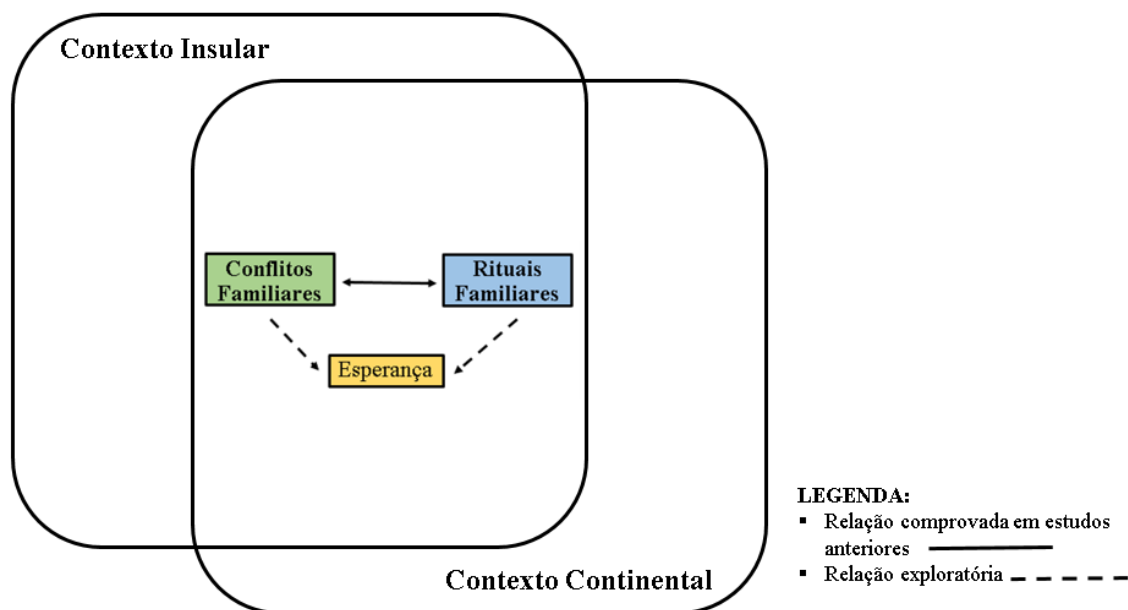 Contexto Insular
Conflitos
Familiares
Rituais
Familiares
Esperança
Contexto Continental
LEGENDA:
▪ Relação comprovada em estudos
anteriores
▪ Relação exploratória